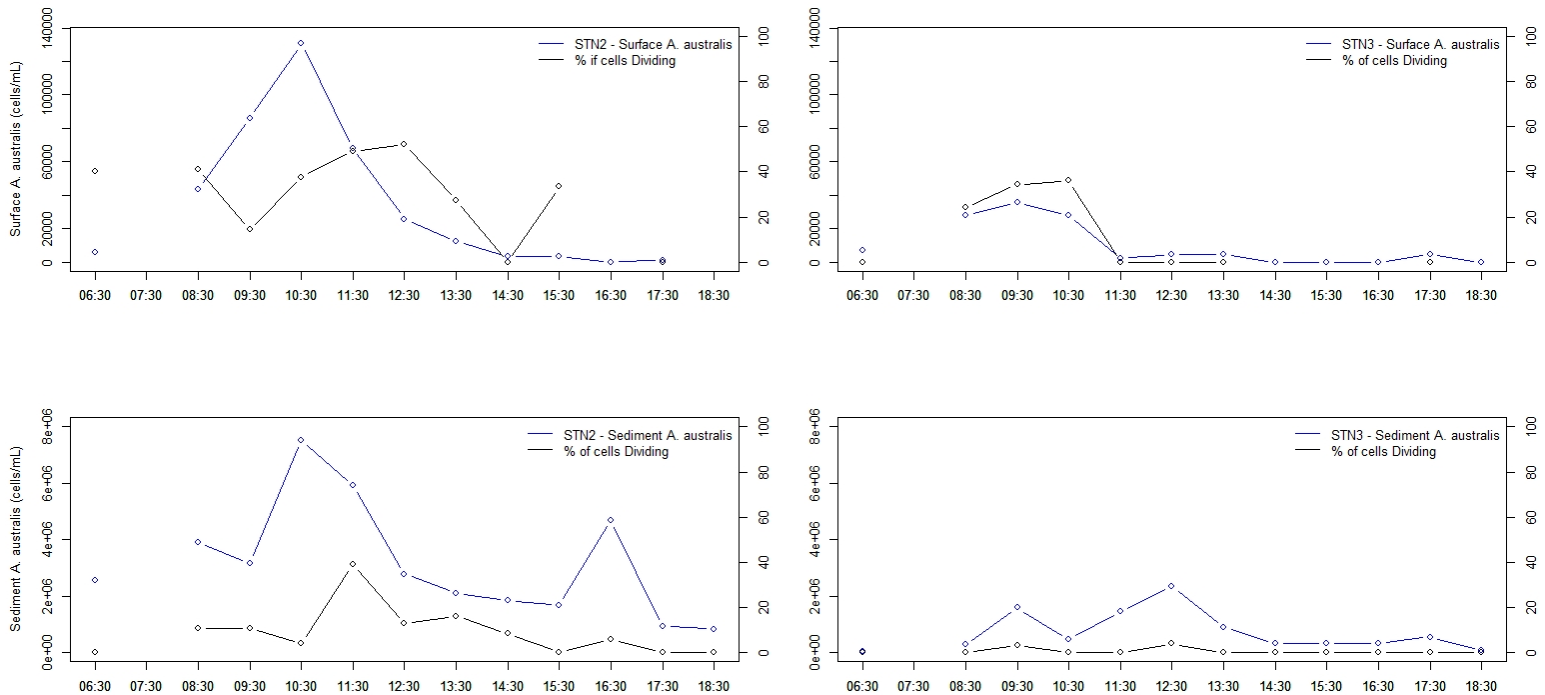 STN2 - Surface A. australis
% if cells Dividing
Surface A. australis (cells/mL)
0 20000 60000 100000 140000
0 20 40 60 80 100
06:30 07:30 08:30 09:30 10:30 11:30 12:30 13:30 14:30 15:30 16:30 17:30 18:30
STN3 - Surface A. australis
% of cells Dividing
0 20000 60000 100000 140000
0 20 40 60 80 100
06:30 07:30 08:30 09:30 10:30 11:30 12:30 13:30 14:30 15:30 16:30 17:30 18:30
STN2 - Sediment A. australis
% of cells Dividing
Sediment A. australis (cells/mL)
0e+00 2e+06 4e+06 6e+06 8e+06
0 20 40 60 80 100
06:30 07:30 08:30 09:30 10:30 11:30 12:30 13:30 14:30 15:30 16:30 17:30 18:30
STN3 - Sediment A. australis
% of cells Dividing
0e+00 2e+06 4e+06 6e+06 8e+06
0 20 40 60 80 100
06:30 07:30 08:30 09:30 10:30 11:30 12:30 13:30 14:30 15:30 16:30 17:30 18:30